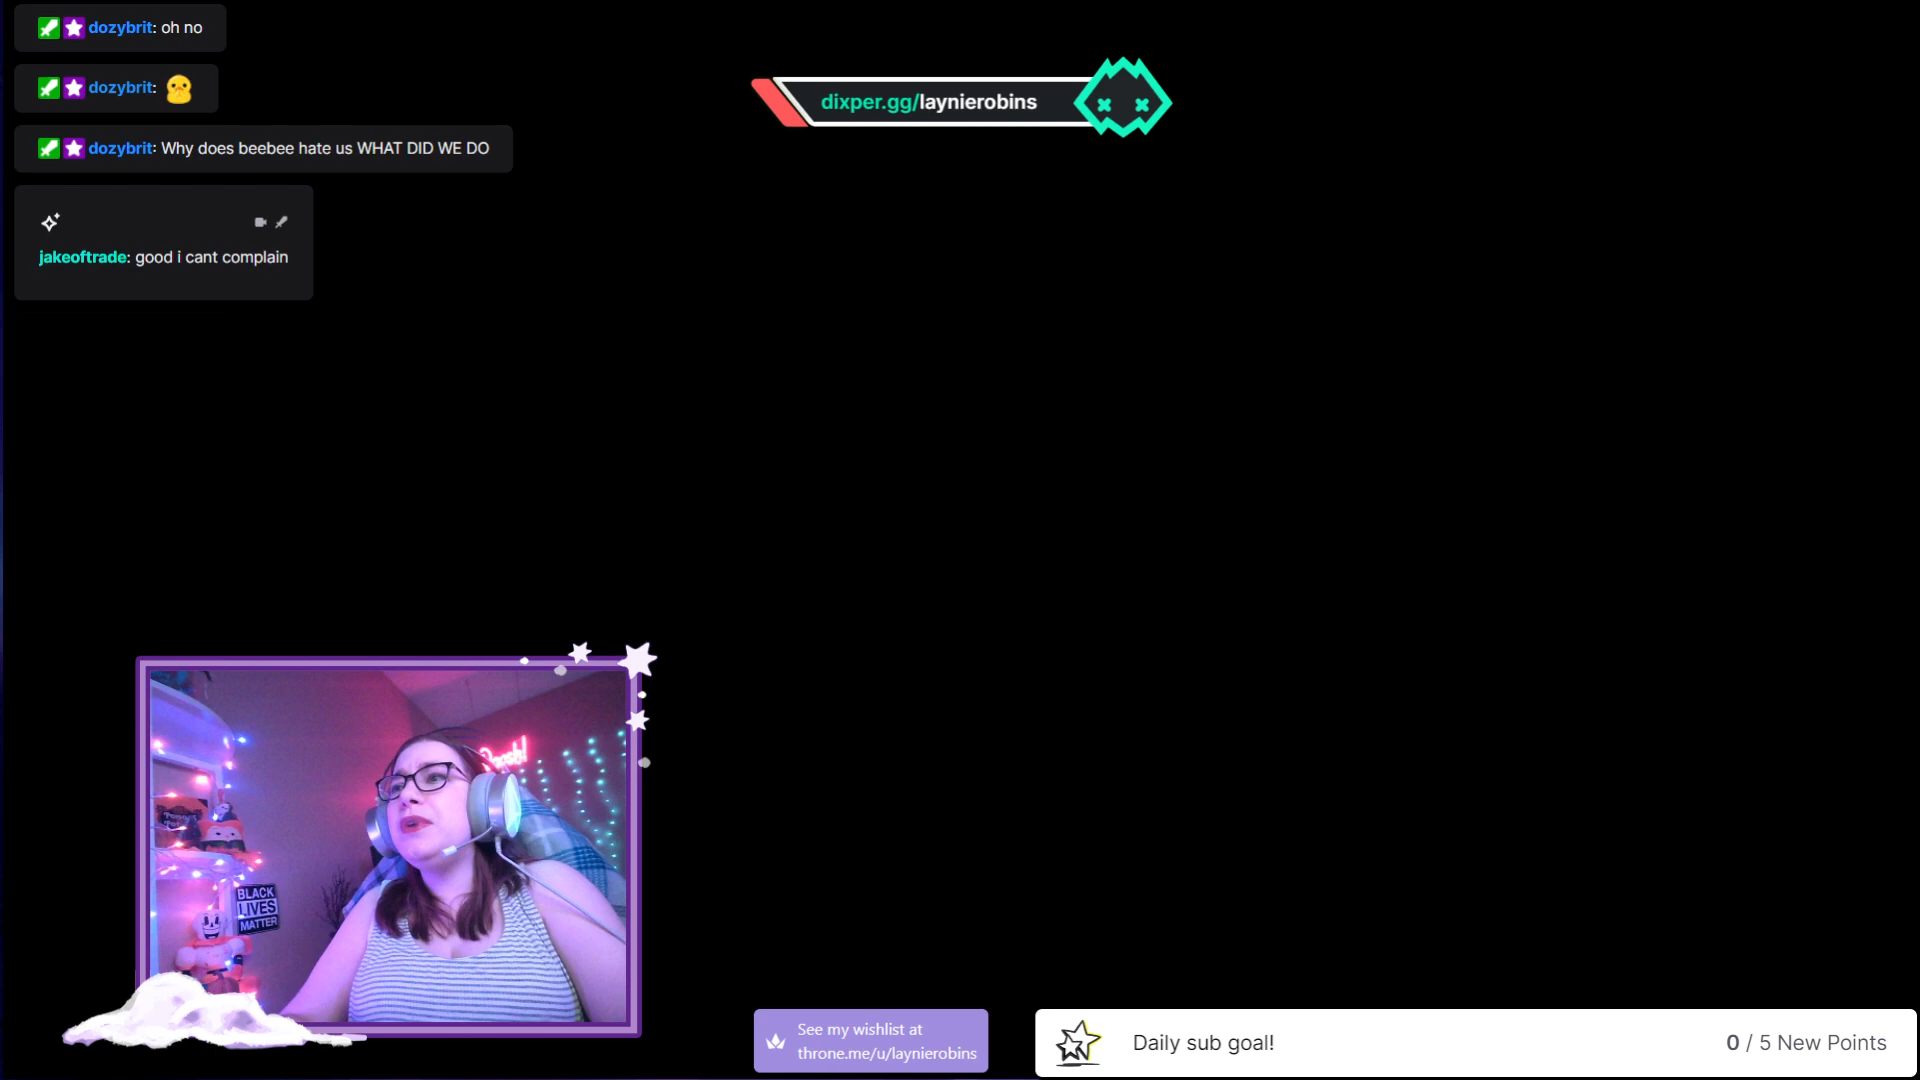 dozybrit: oh no
dozybrit:
dozybrit: Why does beebee hate us WHAT DID WE DO
jakeoftrade: good i cant complain
dixper.gg/laynierobins
BLACK
LIVES
MATTER
See my wishlist at
throne.me/u/laynierobins
Daily sub goal!
0 / 5 New Points